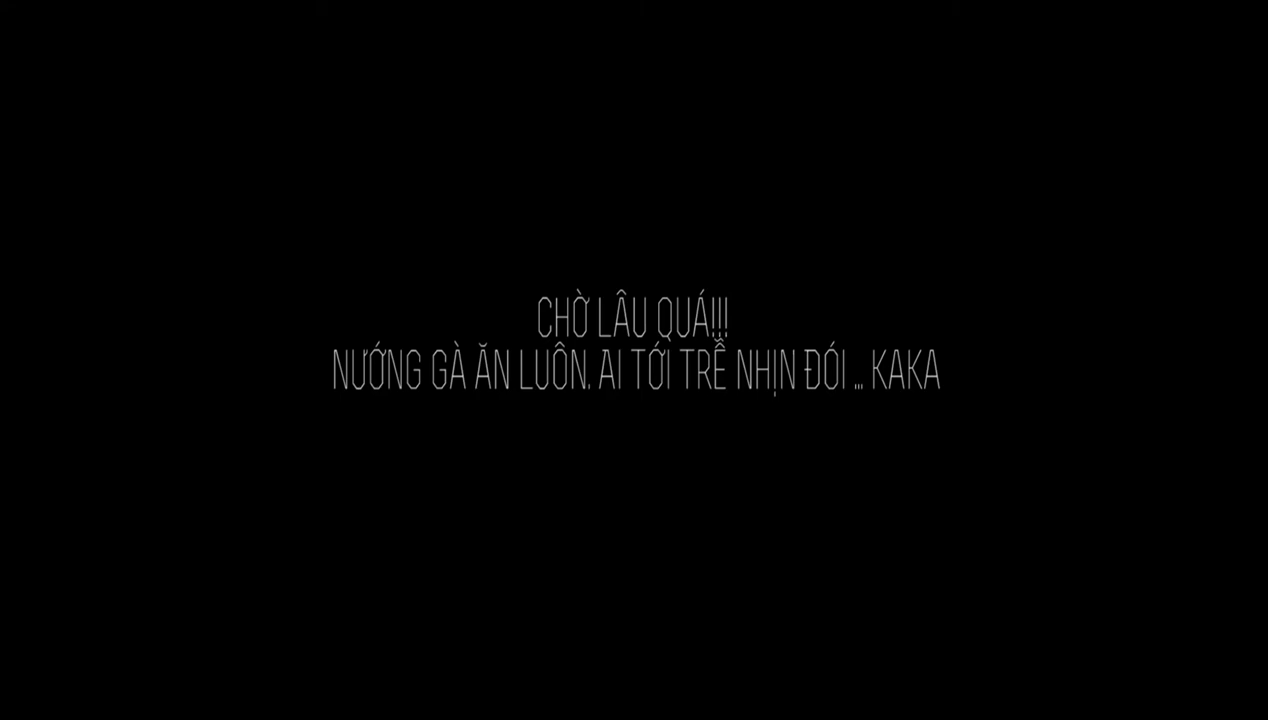 CHỜ LÂU QUÁ!!!
NƯỚNG GÀ ĂN LUÔN. AI TỚI TRỄ NHỊN ĐÓI ... KAKA